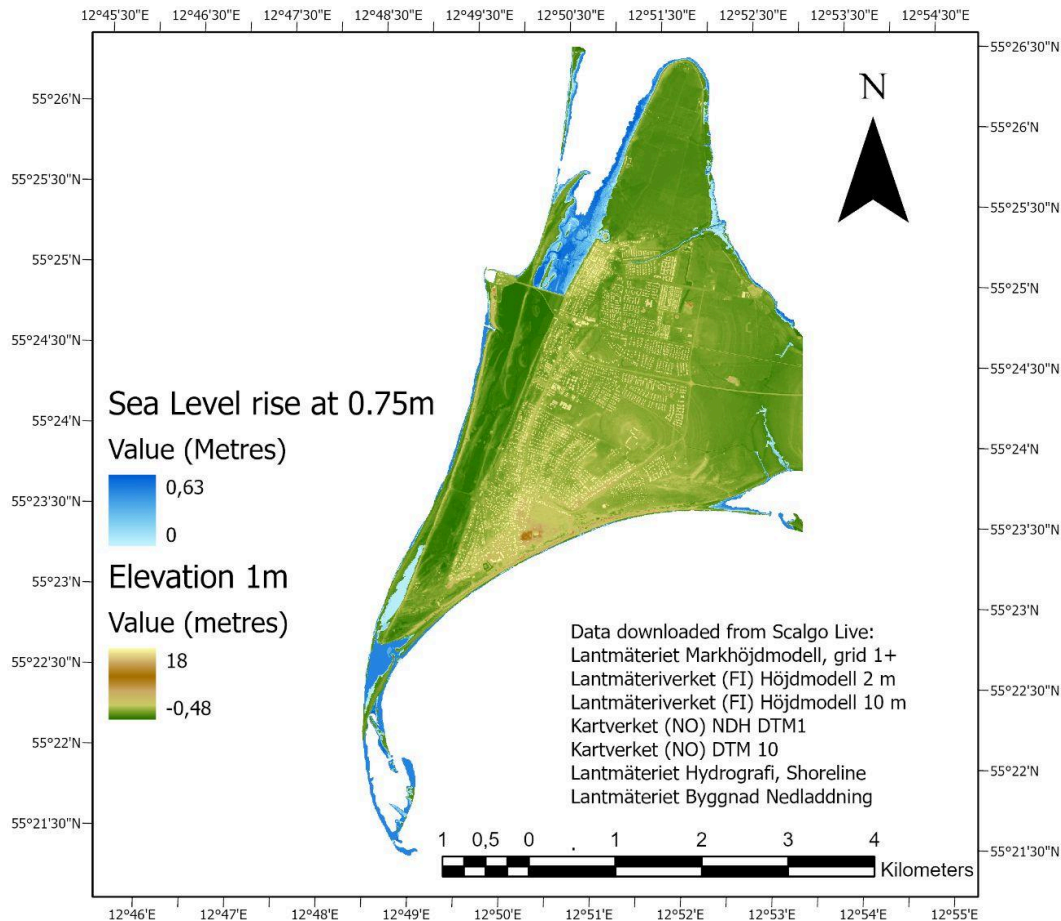 12°45'30"E 12°46'30"E 12°47'30"E 12°48'30"E 12°49'30"E 12°50'30"E 12°51'30"E 12°52'30"E 12°53'30"E 12°54'30"E
55°26'30"N
55°26'N
55°26'N
55°25'30"N
55°25'30"N
55°25'N
55°25'N
55°24'30"N
55°24'30"N
55°24'N
55°24'N
55°23'30"N
55°23'30"N
55°23'N
55°23'N
55°22'30"N
55°22'30"N
55°22'N
55°22'N
55°21'30"N
55°21'30"N
N
Sea Level rise at 0.75m
Value (Metres)
0,63
0
Elevation 1m
Value (metres)
18
-0,48
Data downloaded from Scalgo Live:
Lantmäteriet Markhöjdmodell, grid 1+
Lantmäteriverket (FI) Höjdmodell 2 m
Lantmäteriverket (FI) Höjdmodell 10 m
Kartverket (NO) NDH DTM1
Kartverket (NO) DTM 10
Lantmäteriet Hydrografi, Shoreline
Lantmäteriet Byggnad Nedladdning
1 0,5 0 1 2 3 4
Kilometers
12°46'E 12°47'E 12°48'E 12°49'E 12°50'E 12°51'E 12°52'E 12°53'E 12°54'E 12°55'E